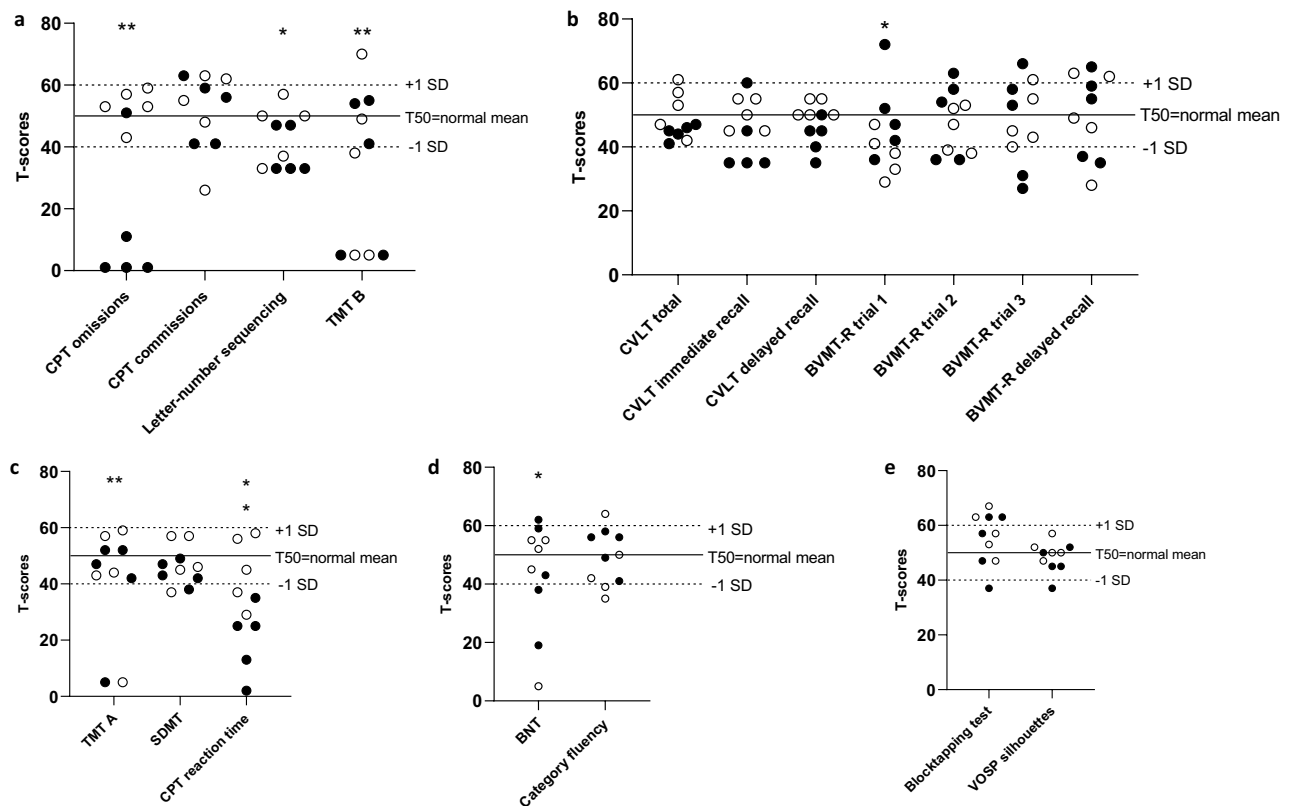 a
**
*
**
80
60
40
20
0
T-scores
+1 SD
T50=normal mean
-1 SD
CPT omissions
CPT commissions
Letter-number sequencing
TMT B
b
*
80
60
40
20
0
T-scores
+1 SD
T50=normal mean
-1 SD
CVLT total
CVLT immediate recall
CVLT delayed recall
BVMT-R trial 1
BVMT-R trial 2
BVMT-R trial 3
BVMT-R delayed recall
c
**
*
*
80
60
40
20
0
T-scores
+1 SD
T50=normal mean
-1 SD
TMT A
SDMT
CPT reaction time
d
*
80
60
40
20
0
T-scores
+1 SD
T50=normal mean
-1 SD
BNT
Category fluency
e
80
60
40
20
0
T-scores
+1 SD
T50=normal mean
-1 SD
Blocktapping test
VOSP silhouettes